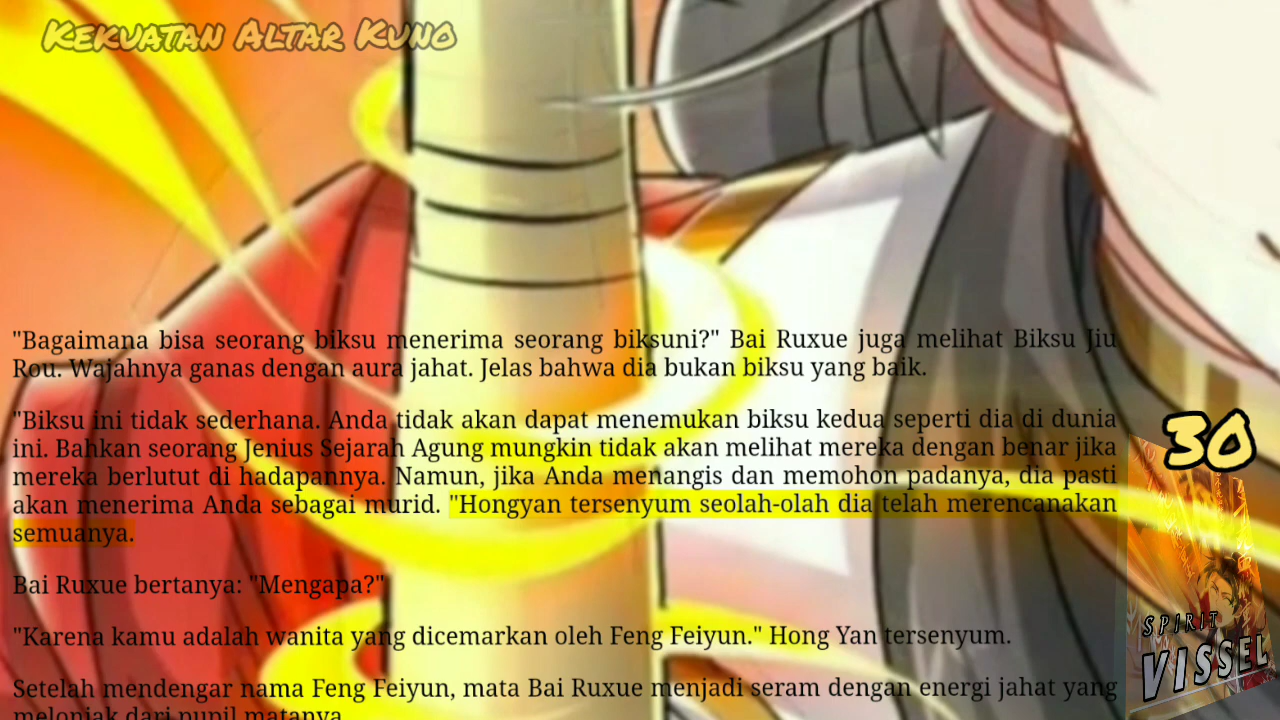 Kekuatan Altar Kuno
"Bagaimana bisa seorang biksu menerima seorang biksuni?" Bai Ruxue juga melihat Biksu Jiu
Rou. Wajahnya ganas dengan aura jahat. Jelas bahwa dia bukan biksu yang baik.
"Biksu ini tidak sederhana. Anda tidak akan dapat menemukan biksu kedua seperti dia di dunia
ini. Bahkan seorang Jenius Sejarah Agung mungkin tidak akan melihat mereka dengan benar jika
mereka berlutut di hadapannya. Namun, jika Anda menangis dan memohon padanya, dia pasti
akan menerima Anda sebagai murid. "Hongyan tersenyum seolah-olah dia telah merencanakan
semuanya.
Bai Ruxue bertanya: "Mengapa?"
"Karena kamu adalah wanita yang dicemarkan oleh Feng Feiyun." Hong Yan tersenyum.
Setelah mendengar nama Feng Feiyun, mata Bai Ruxue menjadi seram dengan energi jahat yang
melonjak dari pupil matanya.
30
SPIRIT
VISSEL